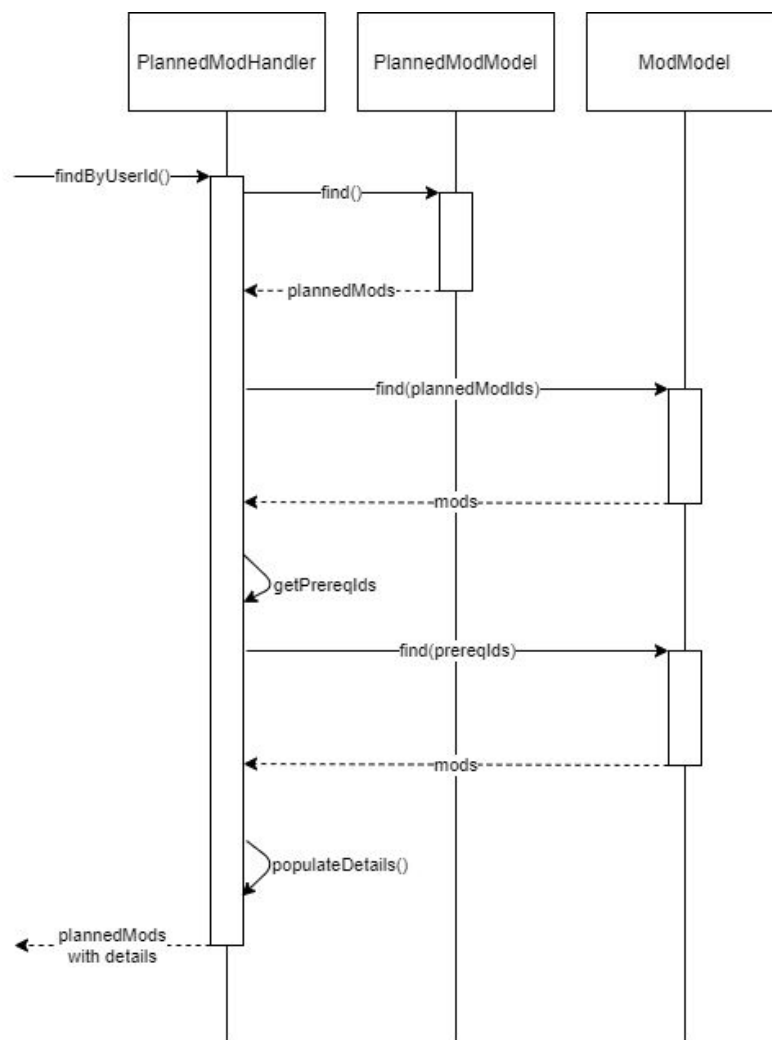 PlannedModHandler
PlannedModModel
ModModel
findByUserId()
find()
plannedMods
find(plannedModIds)
mods
getPrereqIds
find(prereqIds)
mods
populateDetails()
plannedMods
with details